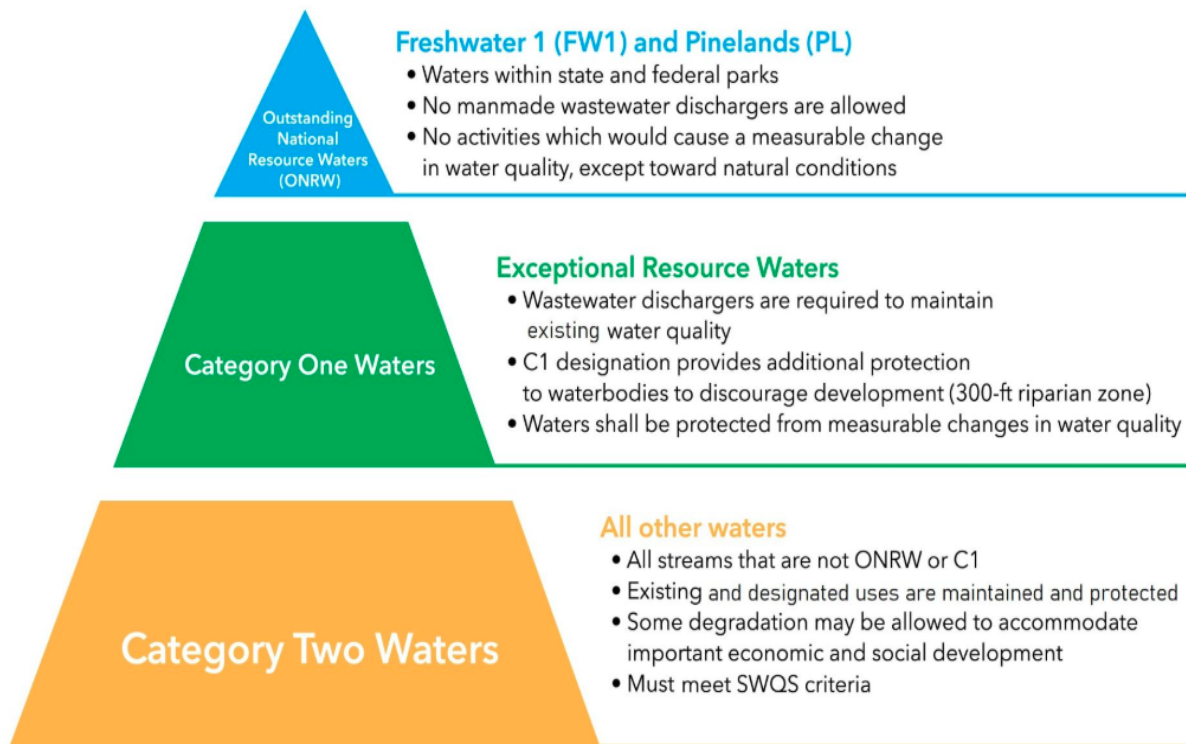 Freshwater 1 (FW1) and Pinelands (PL)
• Waters within state and federal parks
• No manmade wastewater dischargers are allowed
• No activities which would cause a measurable change
in water quality, except toward natural conditions
Outstanding
National
Resource Waters
(ONRW)
Exceptional Resource Waters
• Wastewater dischargers are required to maintain
existing water quality
• C1 designation provides additional protection
to waterbodies to discourage development (300-ft riparian zone)
• Waters shall be protected from measurable changes in water quality
Category One Waters
All other waters
• All streams that are not ONRW or C1
• Existing and designated uses are maintained and protected
• Some degradation may be allowed to accommodate
important economic and social development
• Must meet SWQS criteria
Category Two Waters